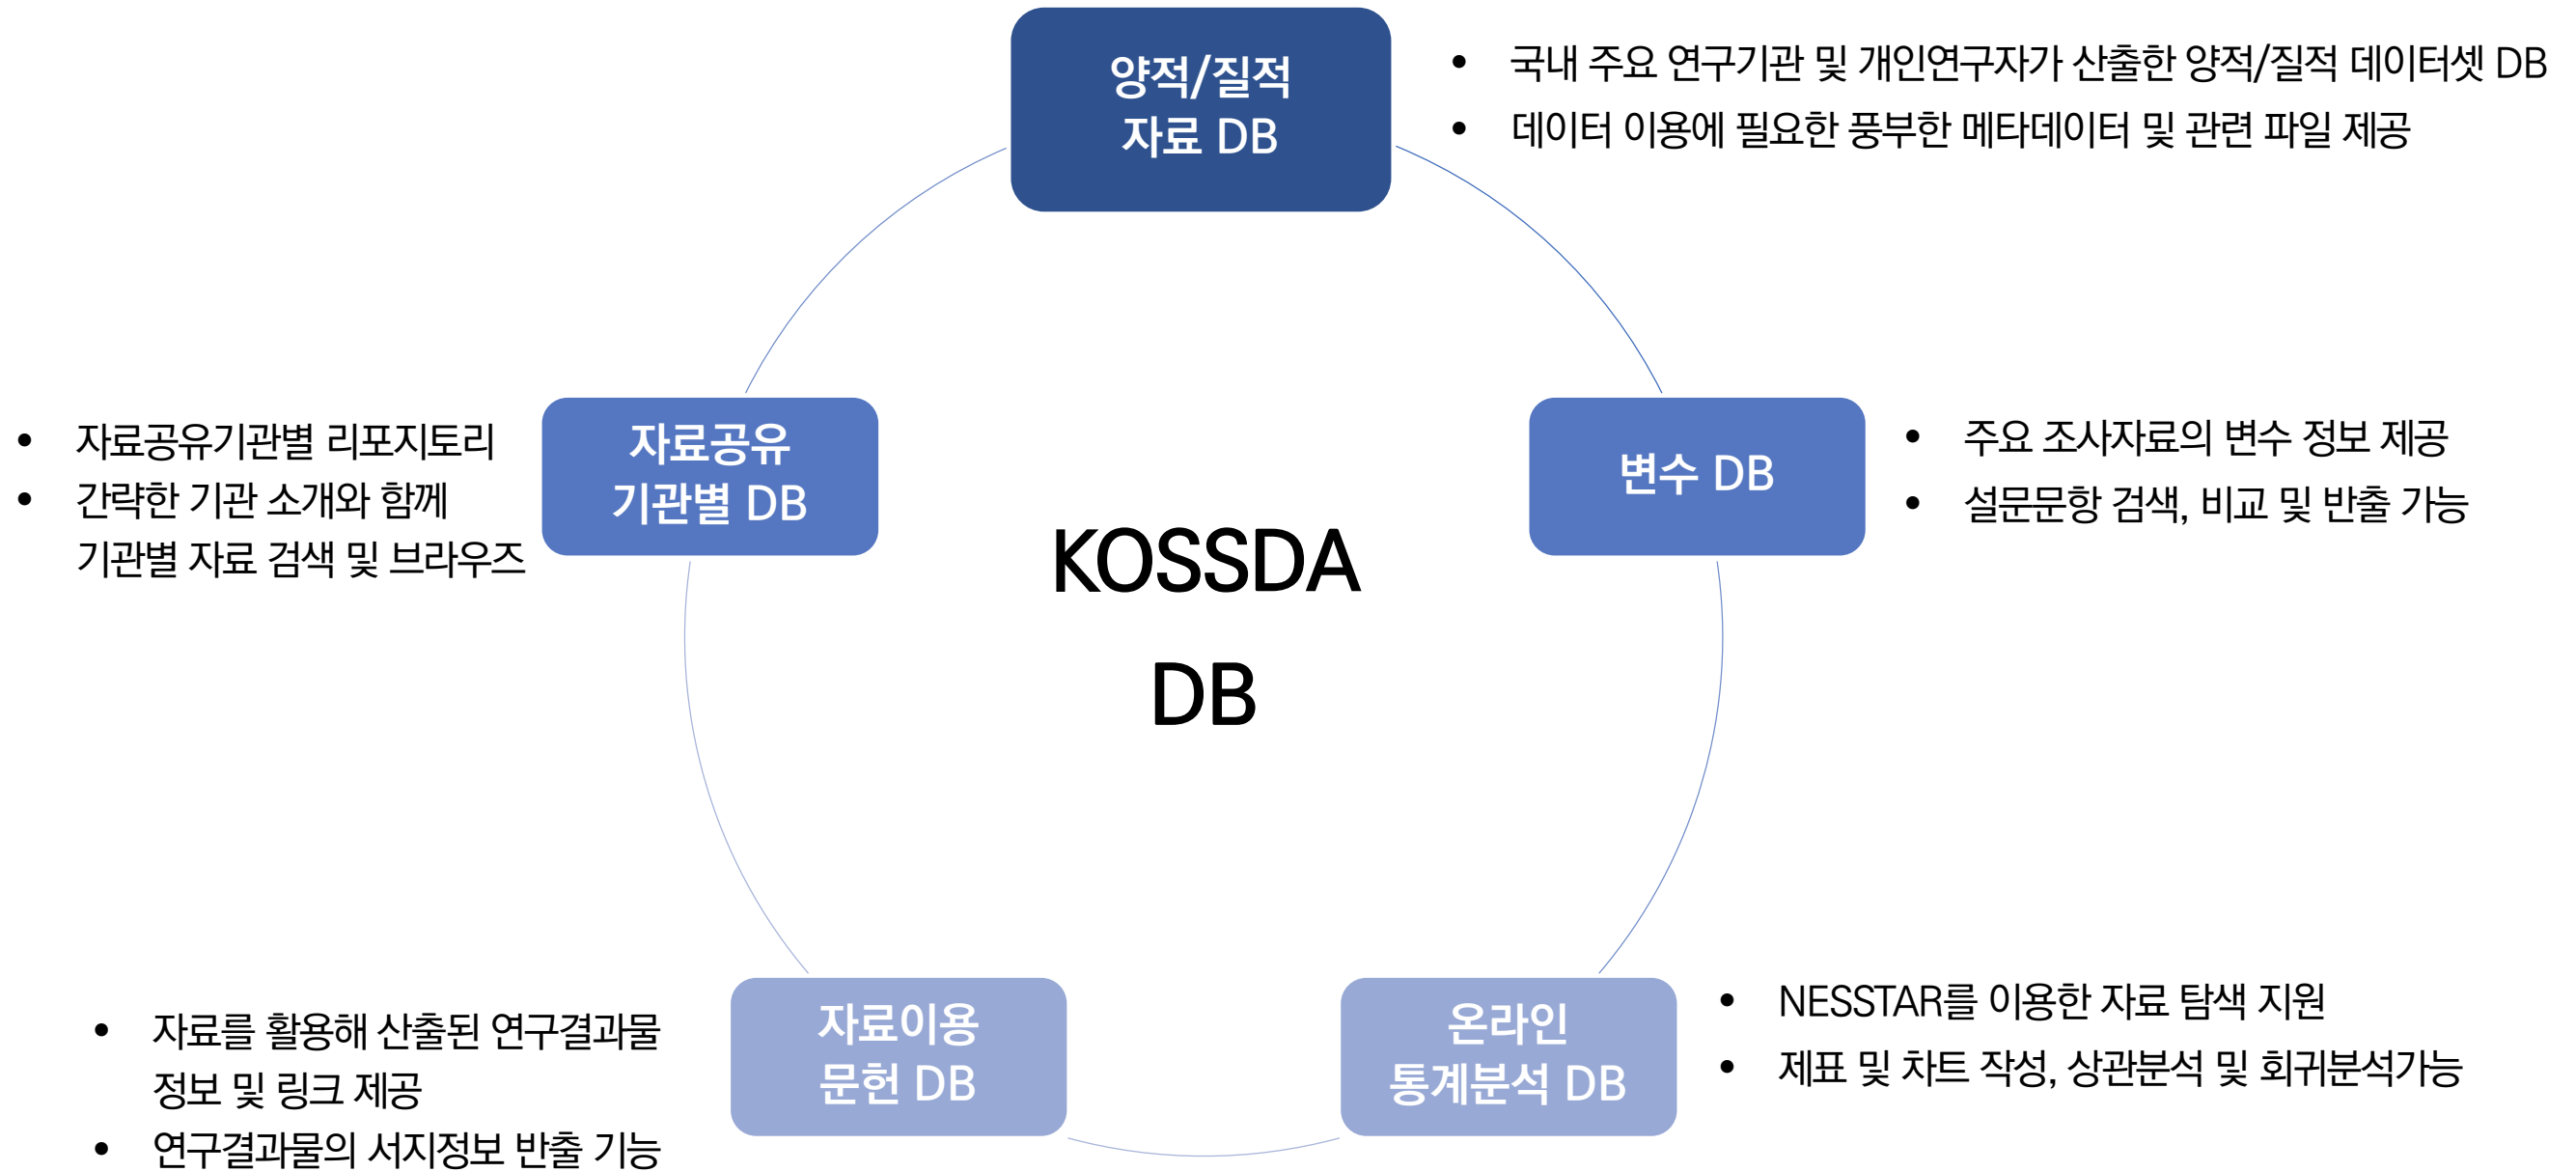 양적/질적
자료 DB
• 국내 주요 연구기관 및 개인연구자가 산출한 양적/질적 데이터셋 DB
• 데이터 이용에 필요한 풍부한 메타데이터 및 관련 파일 제공
변수 DB
• 주요 조사자료의 변수 정보 제공
• 설문문항 검색, 비교 및 반출 가능
온라인
통계분석 DB
• NESSTAR를 이용한 자료 탐색 지원
• 제표 및 차트 작성, 상관분석 및 회귀분석가능
자료이용
문헌 DB
• 자료를 활용해 산출된 연구결과물
정보 및 링크 제공
• 연구결과물의 서지정보 반출 기능
자료공유
기관별 DB
• 자료공유기관별 리포지토리
• 간략한 기관 소개와 함께
기관별 자료 검색 및 브라우즈
KOSSDA
DB